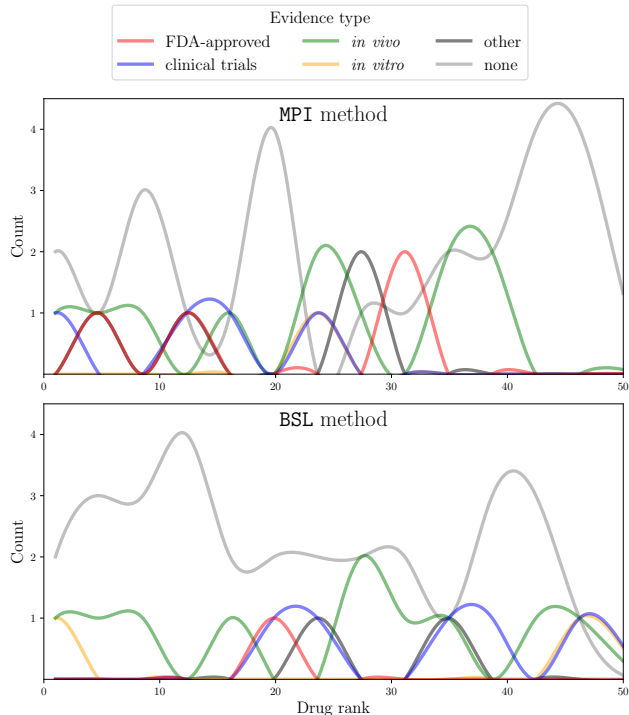 Evidence type
FDA-approved in vivo other
clinical trials in vitro none
MPI method
4
3
2
1
Count
0 10 20 30 40 50
BSL method
4
3
2
1
Count
0 10 20 30 40 50
Drug rank